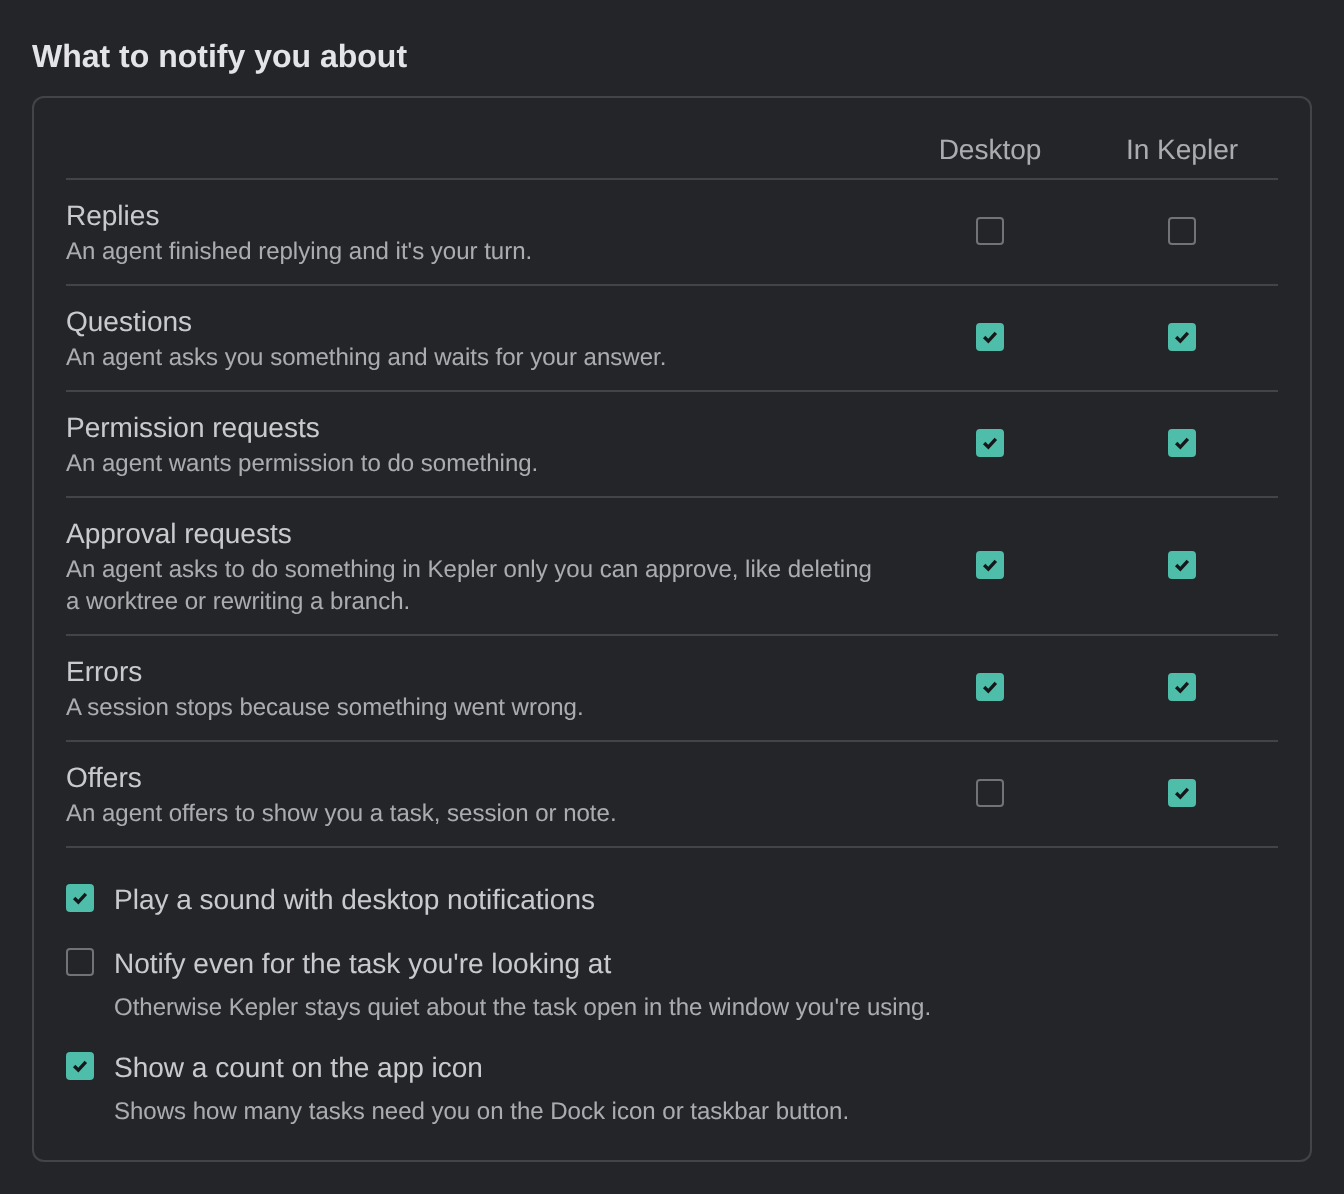 What to notify you about
Desktop
In Kepler
Replies
An agent finished replying and it's your turn.
Questions
An agent asks you something and waits for your answer.
Permission requests
An agent wants permission to do something.
Approval requests
An agent asks to do something in Kepler only you can approve, like deleting
a worktree or rewriting a branch.
Errors
A session stops because something went wrong.
Offers
An agent offers to show you a task, session or note.
Play a sound with desktop notifications
Notify even for the task you're looking at
Otherwise Kepler stays quiet about the task open in the window you're using.
Show a count on the app icon
Shows how many tasks need you on the Dock icon or taskbar button.